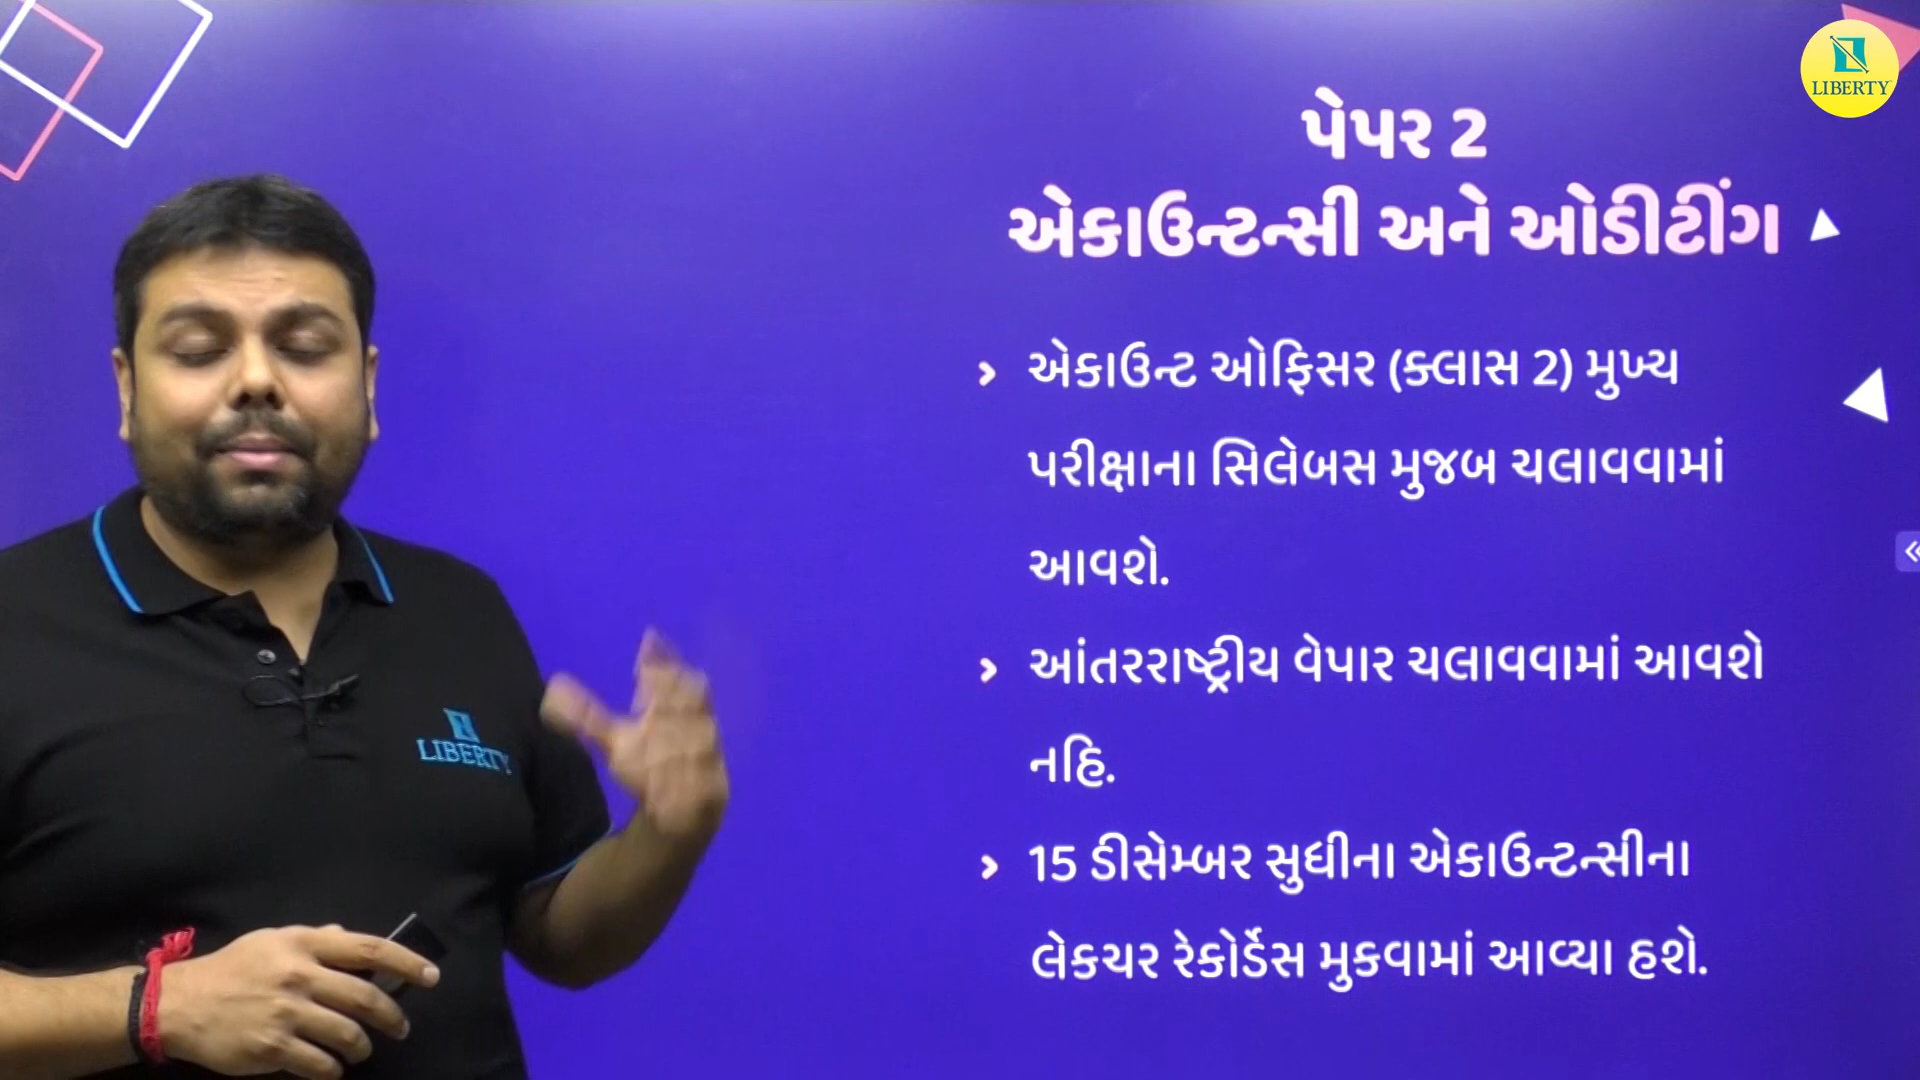 LIBERTY
પેપર 2
એકાઉન્ટન્સી અને ઓડીટીંગ
› એકાઉન્ટ ઓફિસર (ક્લાસ 2) મુખ્ય
પરીક્ષાના સિલેબસ મુજબ ચલાવવામાં
આવશે.
› આંતરરાષ્ટ્રીય વેપાર ચલાવવામાં આવશે
નહિ.
› 15 ડીસેમ્બર સુધીના એકાઉન્ટન્સીના
લેકચર રેકોર્ડેસ મુકવામાં આવ્યા હશે.
LIBERTY